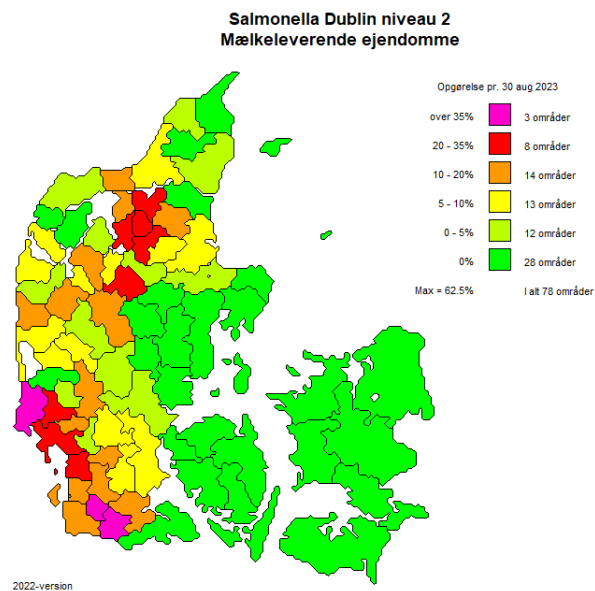 Salmonella Dublin niveau 2
Mælkeleverende ejendomme
Opgørelse pr. 30 aug 2023
over 35% 3 områder
20 - 35% 8 områder
10 - 20% 14 områder
5 - 10% 13 områder
0 - 5% 12 områder
0% 28 områder
Max = 62.5% I alt 78 områder
2022-version